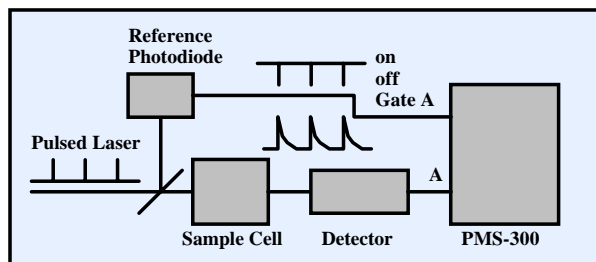 Reference
Photodiode
on
off
Gate A
Pulsed Laser
A
Sample Cell
Detector
PMS-300